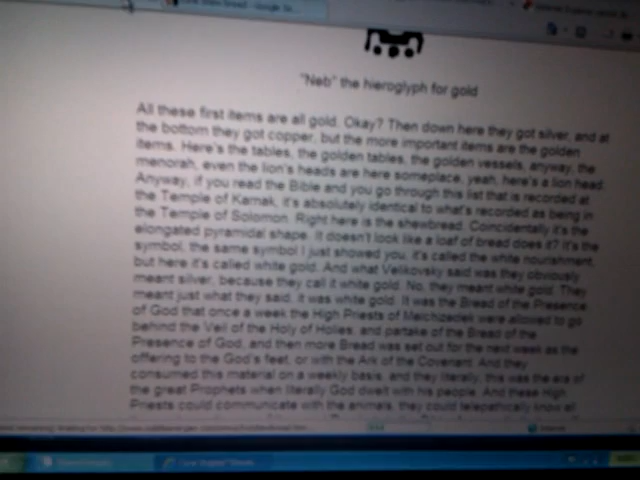 "Neb" the hieroglyph for gold
All these first items are all gold. Okay? Then down here they got silver, and at
the bottom they got copper, but the more important items are the golden
items. Here's the tables, the golden tables, the golden vessels, anyway, the
menorah, even the lion's heads are here someplace, yeah, here's a lion head.
Anyway, if you read the Bible and you go through this list that is recorded at
the Temple of Karnak, it's absolutely identical to what's recorded as being in
the Temple of Solomon. Right here is the shewbread. Coincidentally it's the
elongated pyramidal shape. It doesn't look like a loaf of bread does it? It's the
symbol, the same symbol I just showed you, it's called the white nourishment,
but here it's called white gold. And what Velikovsky said was they obviously
meant silver, because they call it white gold. No, they meant white gold. They
meant just what they said, it was white gold. It was the Bread of the Presence
of God that once a week the High Priests of Melchizedek were allowed to go
behind the Veil of the Holy of Holies, and partake of the Bread of the
Presence of God, and then more Bread was set out for the next week as the
offering to the God's feet, or with the Ark of the Covenant. And they
consumed this material on a weekly basis, and they literally, this was the era of
the great Prophets when literally God dwelt with his people. And these High
Priests could communicate with the animals, they could telepathically know all